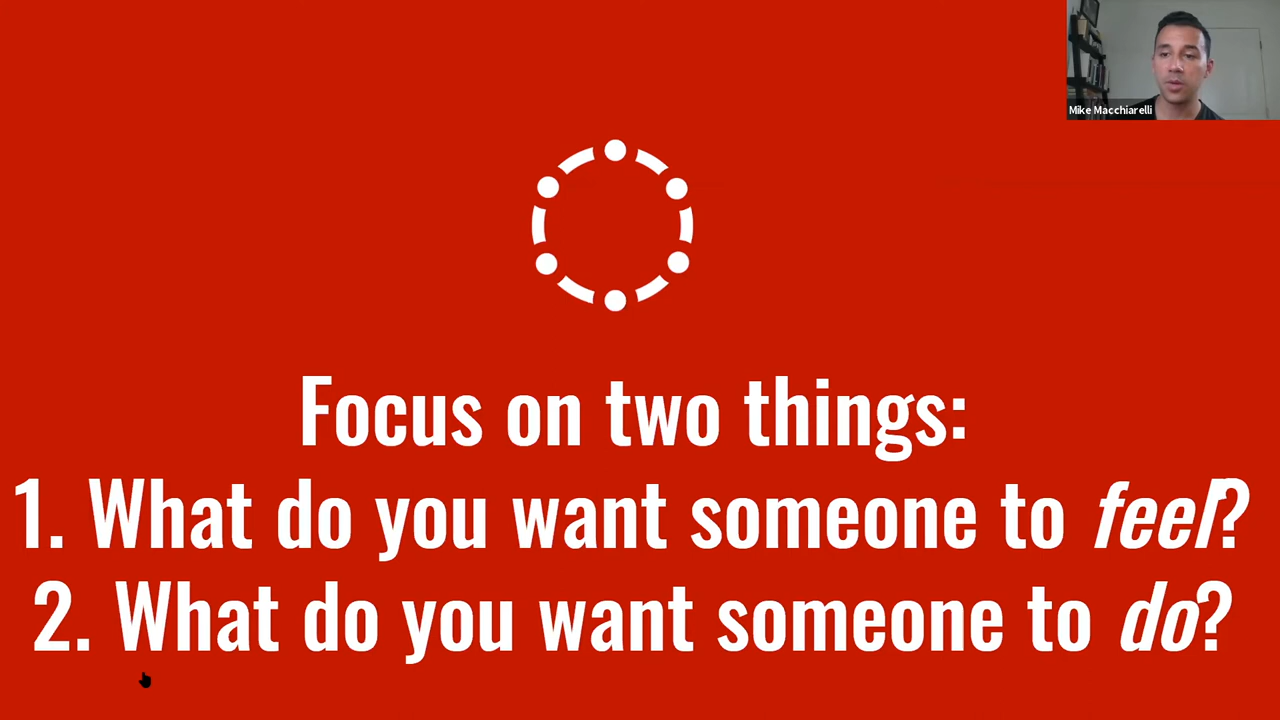 Mike Macchiarelli
Focus on two things:
1. What do you want someone to feel?
2. What do you want someone to do?